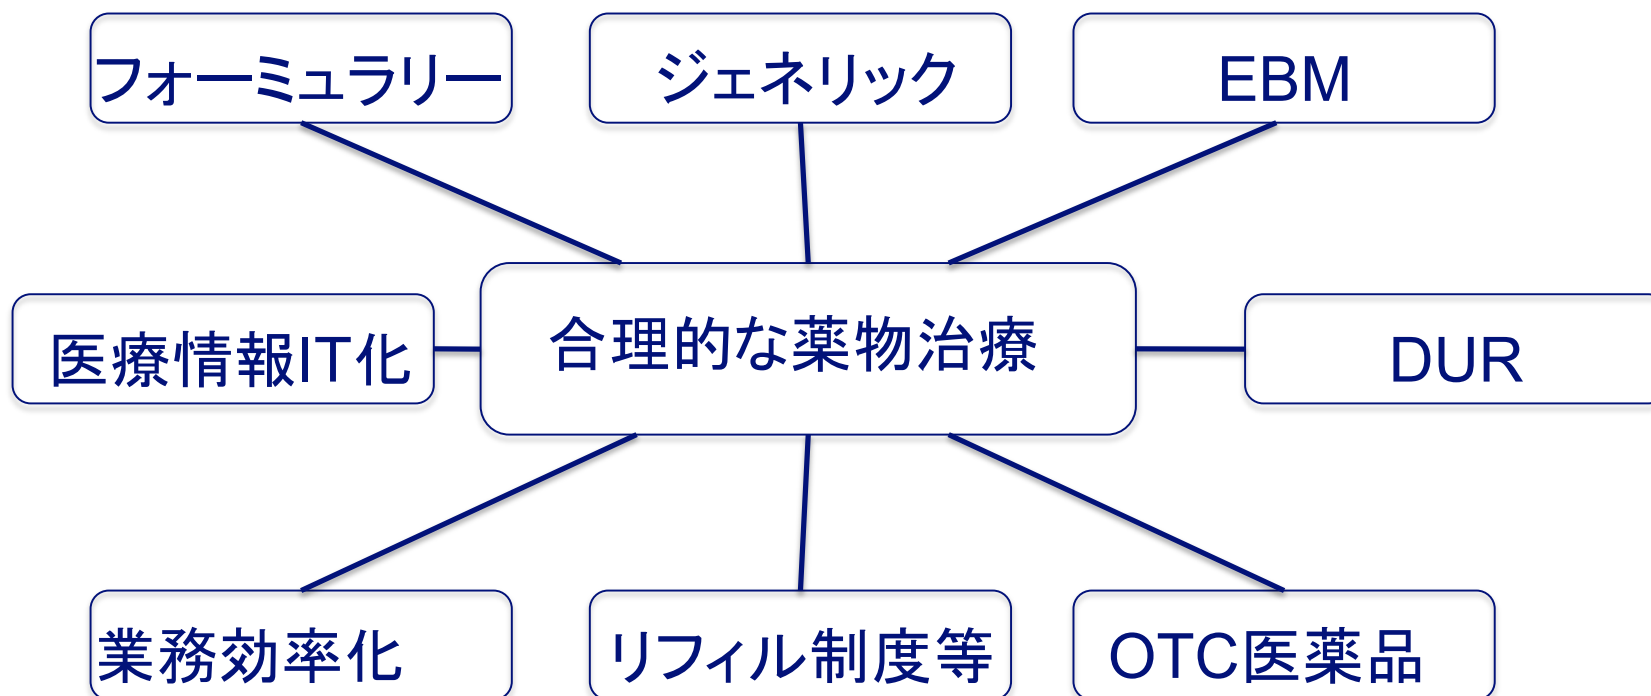 フォーミュラリー
ジェネリック
EBM
医療情報IT化
合理的な薬物治療
DUR
業務効率化
リフィル制度等
OTC医薬品